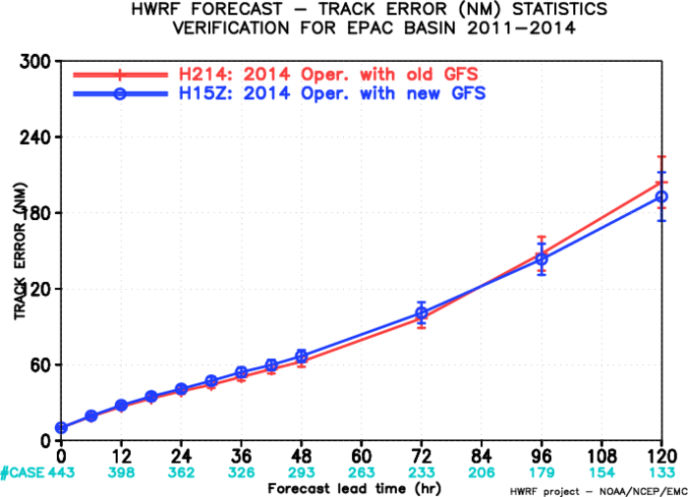 HWRF FORECAST – TRACK ERROR (NM) STATISTICS
VERIFICATION FOR EPAC BASIN 2011–2014
H214: 2014 Oper. with old GFS
H15Z: 2014 Oper. with new GFS
TRACK ERROR (NM)
300
240
180
120
60
0
0 12 24 36 48 60 72 84 96 108 120
#CASE 443 398 362 326 293 263 233 206 179 154 133
Forecast lead time (hr)
HWRF project – NOAA/NCEP/EMC